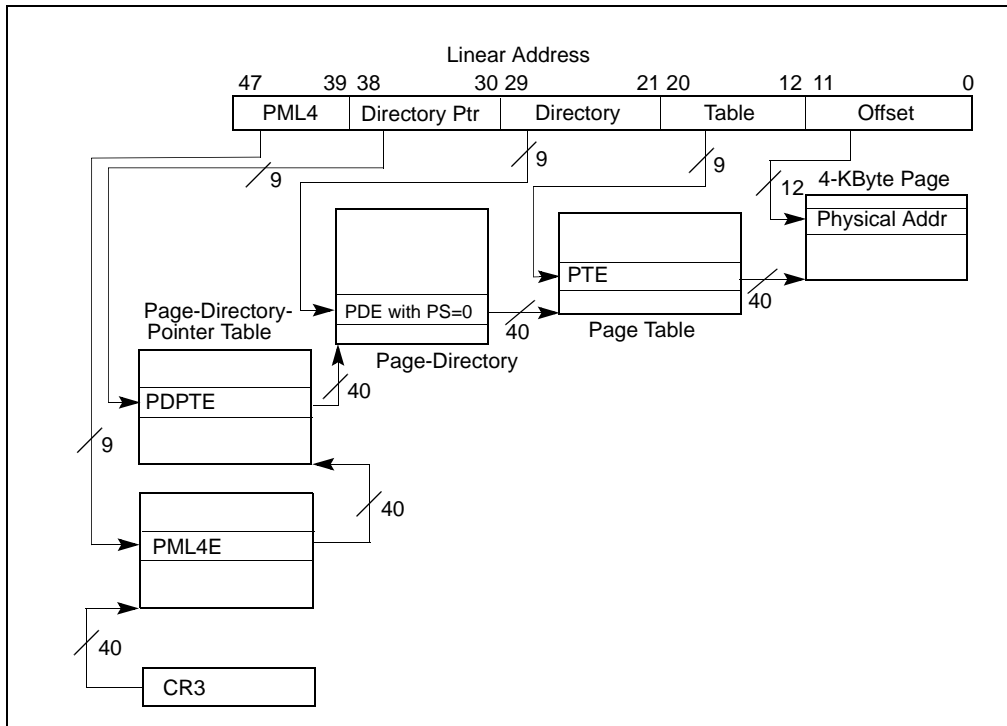 Linear Address
47 39 38 30 29 21 20 12 11 0
PML4 Directory Ptr Directory Table Offset
9 9 9 12 4-KByte Page
Physical Addr
PTE
40
PDE with PS=0
40
Page Table
Page-Directory-
Pointer Table
Page-Directory
40
PDPTE
9
40
PML4E
40
CR3